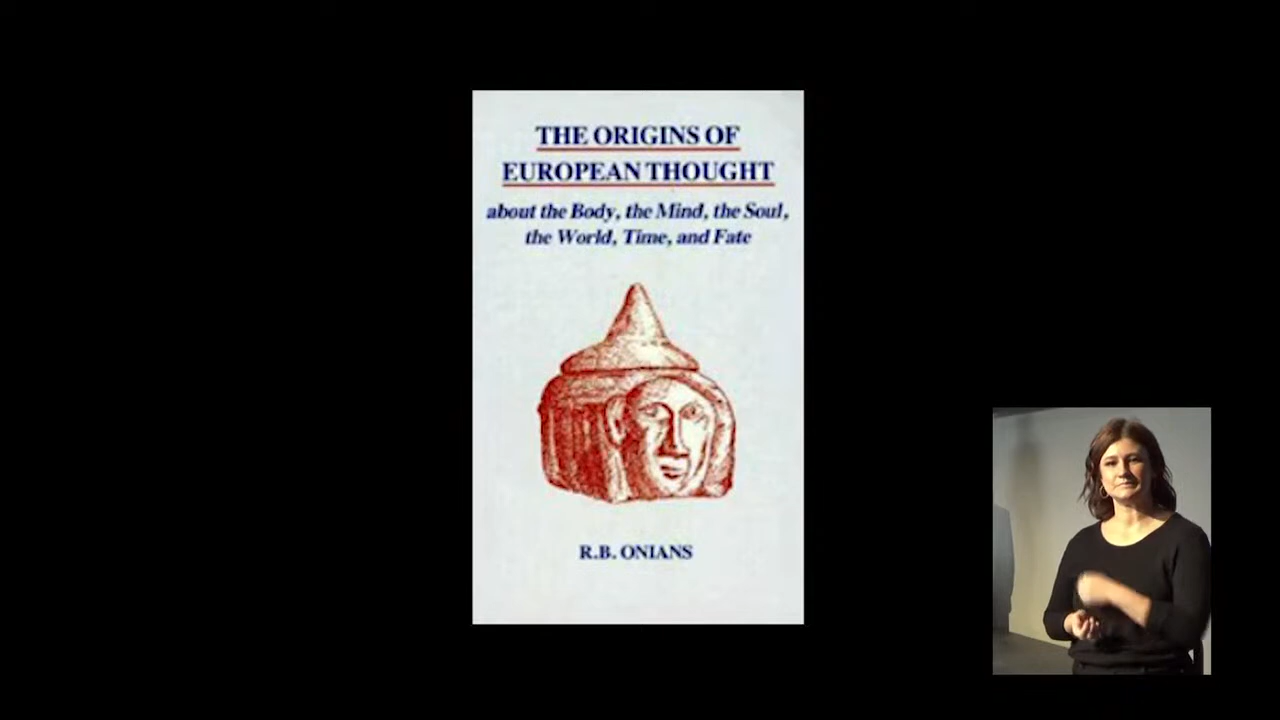 THE ORIGINS OF
EUROPEAN THOUGHT
about the Body, the Mind, the Soul,
the World, Time, and Fate
R.B. ONIANS